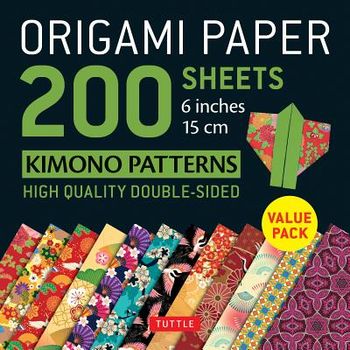 ORIGAMI PAPER
200 SHEETS
6 inches
15 cm
KIMONO PATTERNS
HIGH QUALITY DOUBLE-SIDED
VALUE
PACK
TUTTLE